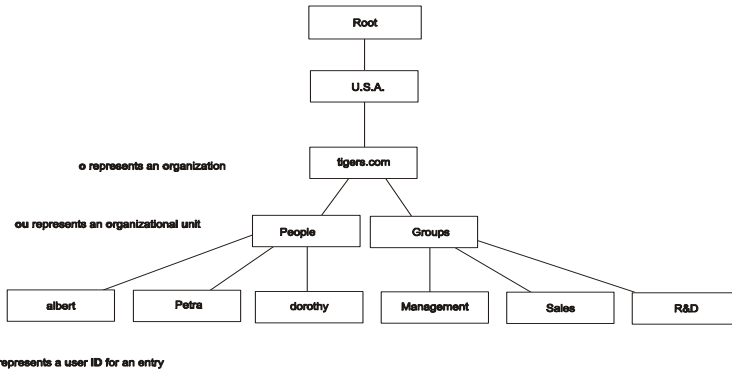 Root
U.S.A.
o represents an organization
tigers.com
ou represents an organizational unit
People
Groups
albert
Petra
dorothy
Management
Sales
R&D
represents a user ID for an entry